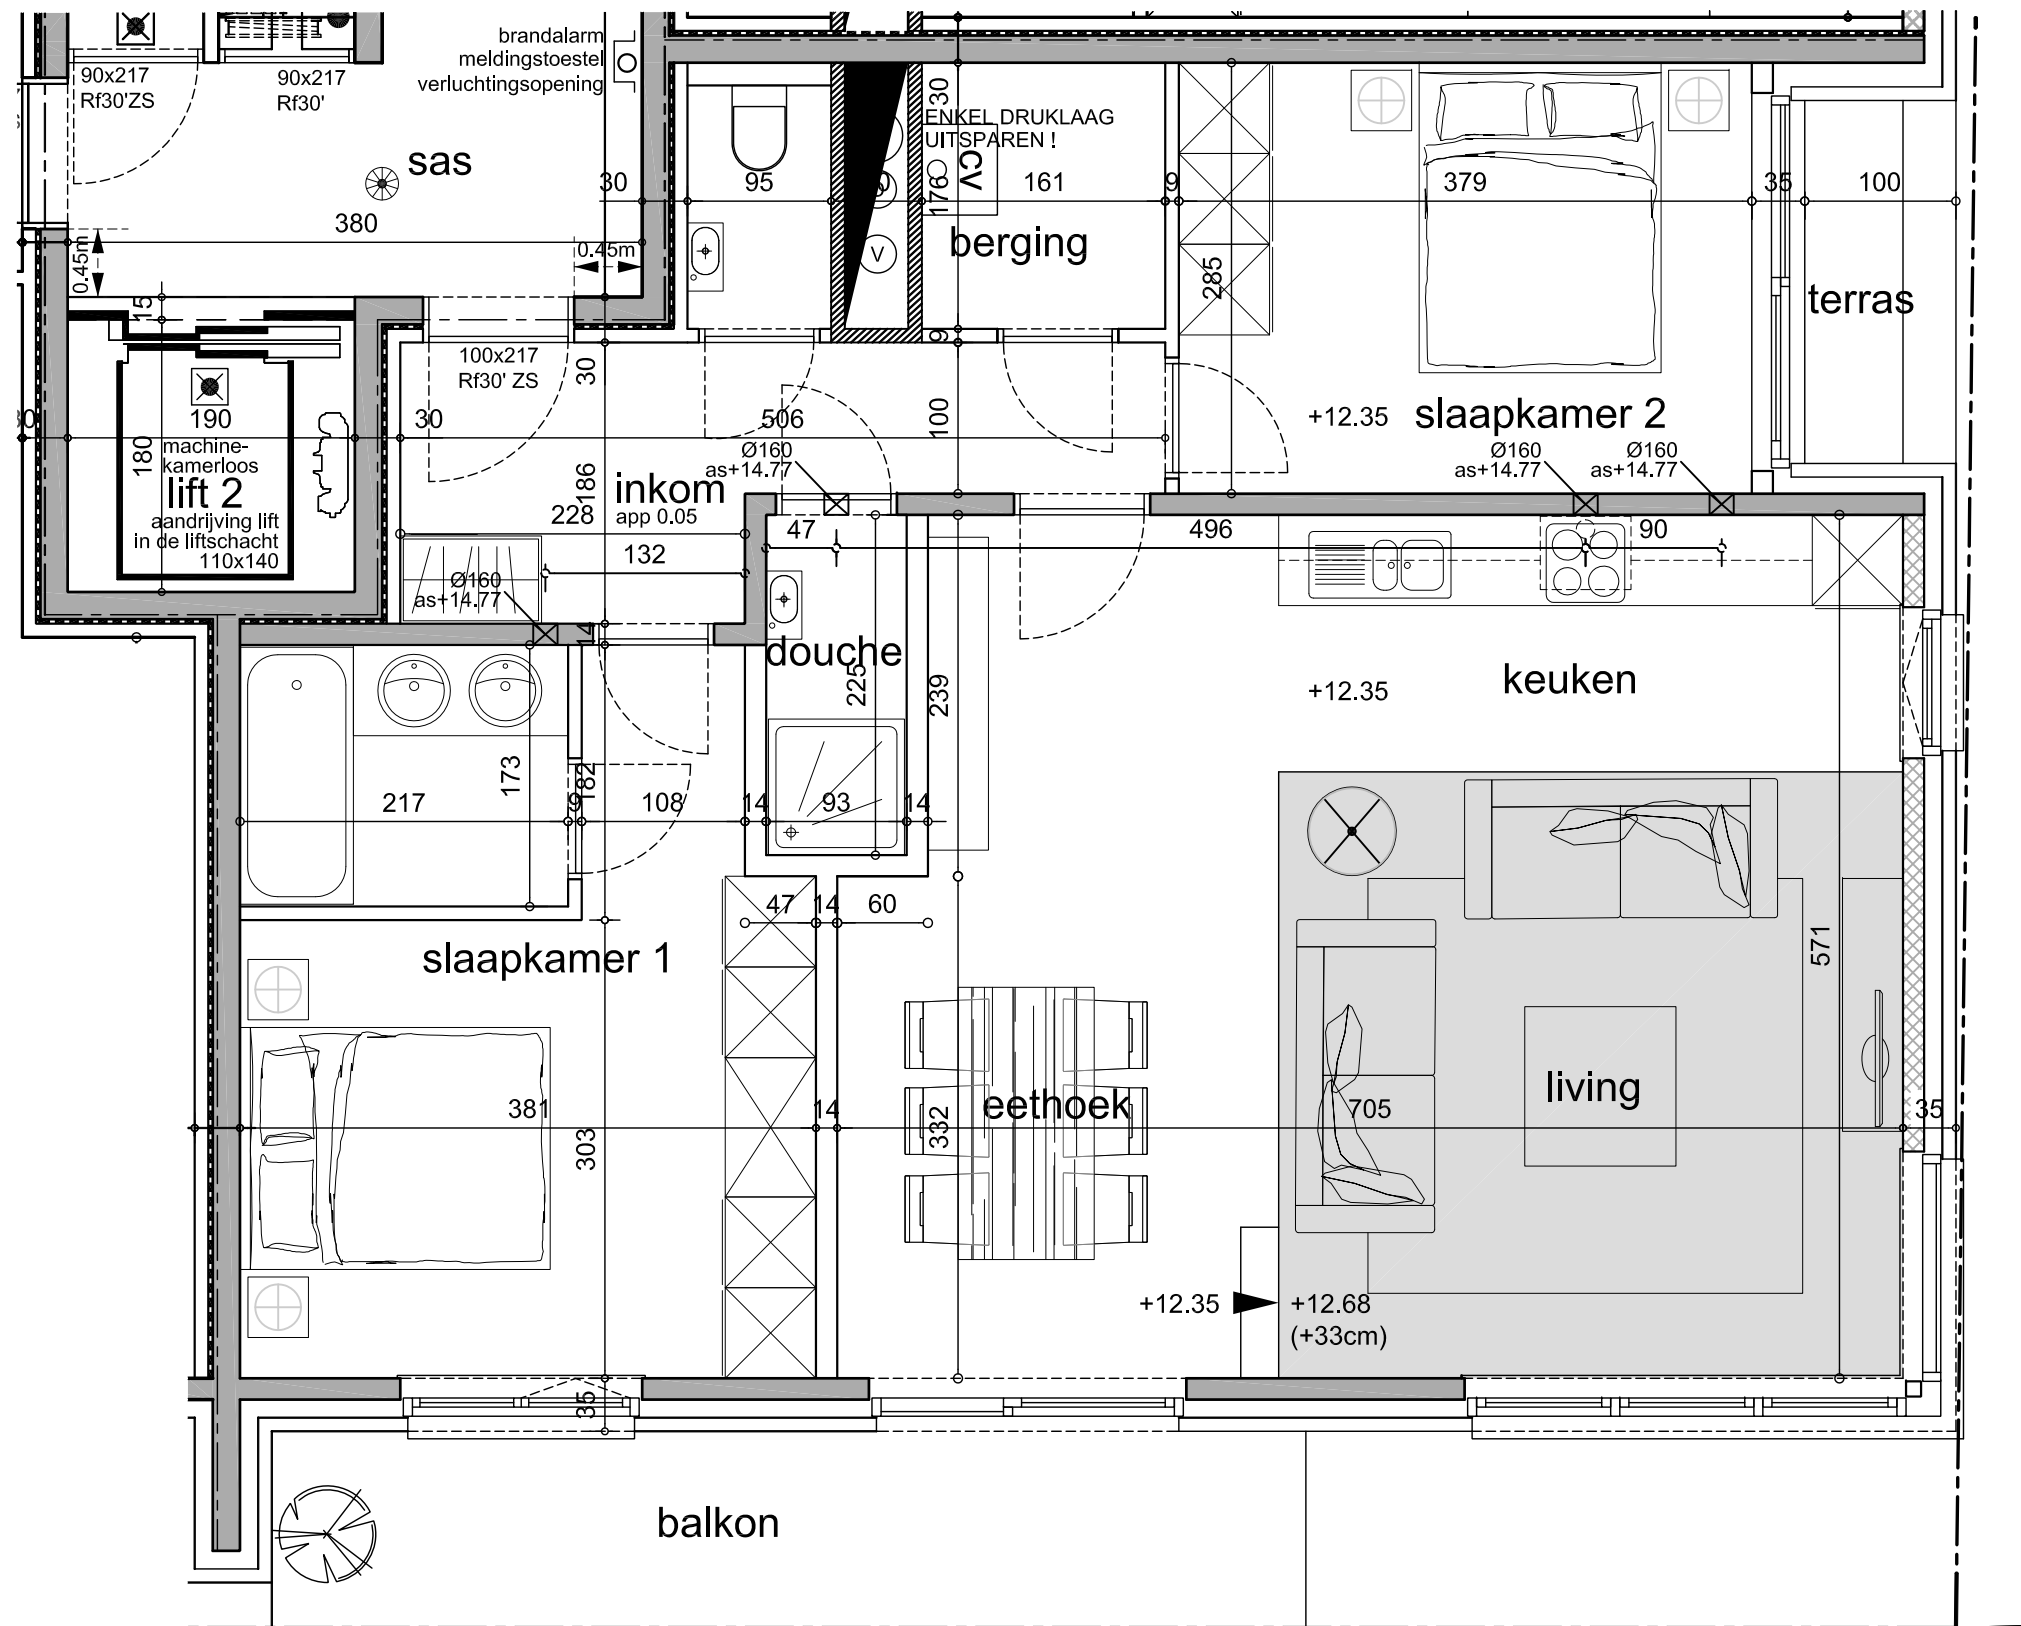 brandalarm
meldingstoestel
verluchtingsopening
90x217
Rf30'ZS
90x217
Rf30'
sas
380
0.45m
0.45m
15
30
95
130
ENKEL DRUKLAAG
UITSPAREN !
CV
176
161
9
berging
V
379
35
100
285
terras
100x217
Rf30' ZS
30
9
190
30
506
100
machine-
kamerloos
180
lift 2
aandrijving lift
in de liftschacht
110x140
Ø160
as+14.77
inkom
app 0.05
186
228
132
Ø160
as+14.77
+12.35
slaapkamer 2
Ø160
as+14.77
Ø160
as+14.77
47
496
90
14
douche
225
239
+12.35
keuken
173
182
217
9
108
14
93
14
47
14
60
slaapkamer 1
571
381
303
14
332
eethoek
705
living
35
+12.35
+12.68
(+33cm)
35
balkon